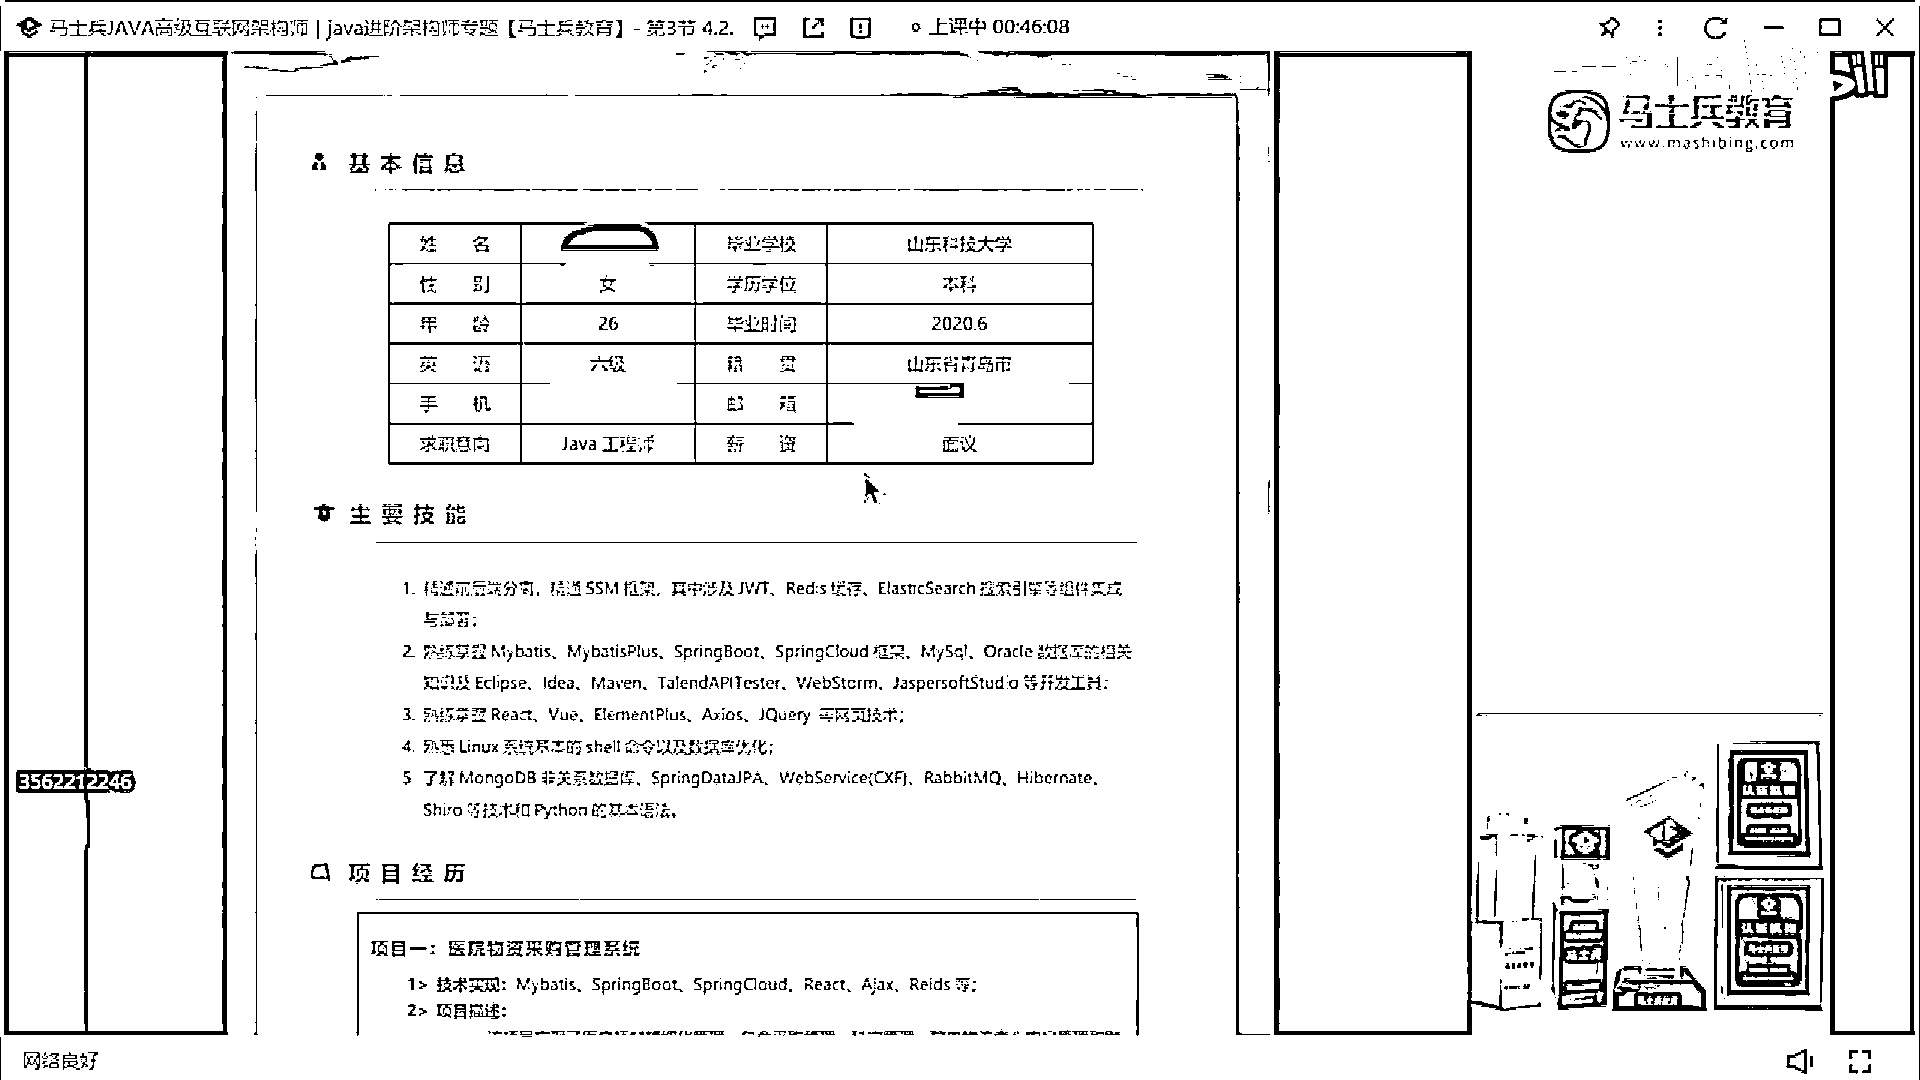 马士兵JAVA高级互联网架构师 | java进阶架构师专题【马士兵教育】 - 第3节 4.2.
上课中 00:46:08
马士兵教育
www.mashibing.com
基本信息
姓 名 毕业学校 山东科技大学
性 别 女 学历学位 本科
年 龄 26 毕业时间 2020.6
英 语 六级 籍 贯 山东省青岛市
手 机 邮 箱
求职意向 Java 工程师 薪 资 面议
主要技能
1. 精通前后端分离，精通 SSM 框架，其中涉及 JWT、Redis 缓存、ElasticSearch 搜索引擎等组件集成
与部署；
2. 熟练掌握 Mybatis、MybatisPlus、SpringBoot、SpringCloud 框架、MySql、Oracle 数据库的相关
知识及 Eclipse、Idea、Maven、TalendAPITester、WebStorm、JaspersoftStudio 等开发工具；
3. 熟练掌握 React、Vue、ElementPlus、Axios、JQuery 等网页技术；
4. 熟悉 Linux 系统基本的 shell 命令以及数据库优化；
5 了解 MongoDB 非关系数据库、SpringDataJPA、WebService(CXF)、RabbitMQ、Hibernate、
Shiro 等技术和 Python 的基本语法。
3562212246
项目经历
项目一：医院物资采购管理系统
1> 技术实现：Mybatis、SpringBoot、SpringCloud、React、Ajax、Reids 等；
2> 项目描述：
网络良好